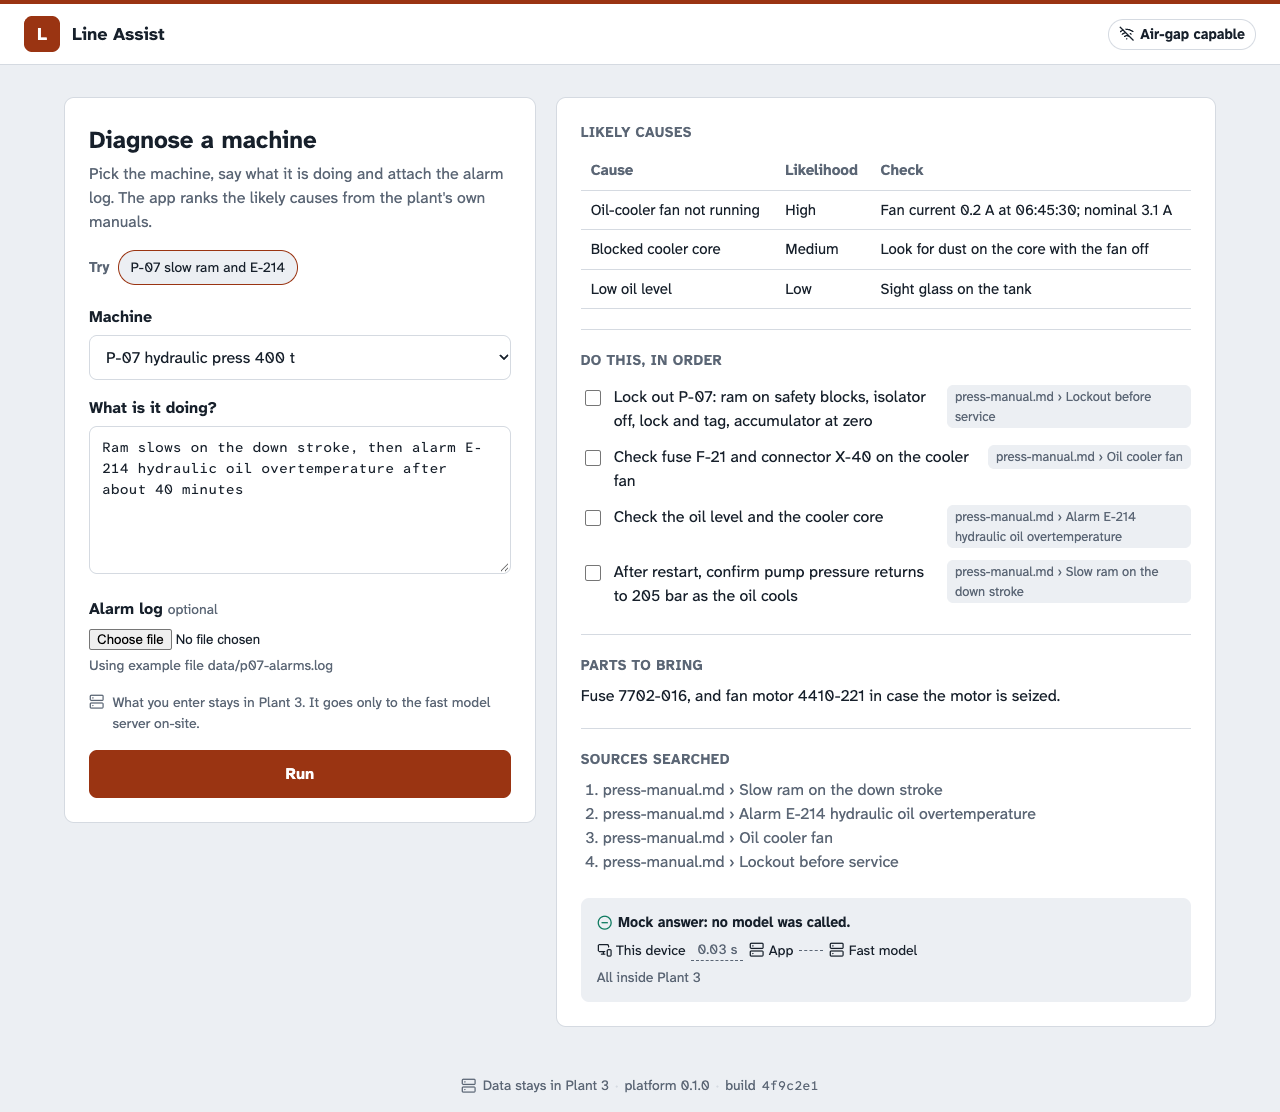 L Line Assist
Air-gap capable
Diagnose a machine
Pick the machine, say what it is doing and attach the alarm
log. The app ranks the likely causes from the plant's own
manuals.
Try P-07 slow ram and E-214
Machine
P-07 hydraulic press 400 t
What is it doing?
Ram slows on the down stroke, then alarm E-
214 hydraulic oil overtemperature after
about 40 minutes
Alarm log optional
Choose file No file chosen
Using example file data/p07-alarms.log
What you enter stays in Plant 3. It goes only to the fast model
server on-site.
Run
LIKELY CAUSES
Cause Likelihood Check
Oil-cooler fan not running High Fan current 0.2 A at 06:45:30; nominal 3.1 A
Blocked cooler core Medium Look for dust on the core with the fan off
Low oil level Low Sight glass on the tank
DO THIS, IN ORDER
Lock out P-07: ram on safety blocks, isolator
off, lock and tag, accumulator at zero
press-manual.md › Lockout before
service
Check fuse F-21 and connector X-40 on the cooler
fan
press-manual.md › Oil cooler fan
Check the oil level and the cooler core
press-manual.md › Alarm E-214
hydraulic oil overtemperature
After restart, confirm pump pressure returns
to 205 bar as the oil cools
press-manual.md › Slow ram on the
down stroke
PARTS TO BRING
Fuse 7702-016, and fan motor 4410-221 in case the motor is seized.
SOURCES SEARCHED
1. press-manual.md › Slow ram on the down stroke
2. press-manual.md › Alarm E-214 hydraulic oil overtemperature
3. press-manual.md › Oil cooler fan
4. press-manual.md › Lockout before service
Mock answer: no model was called.
This device 0.03 s App Fast model
All inside Plant 3
Data stays in Plant 3 · platform 0.1.0 · build 4f9c2e1